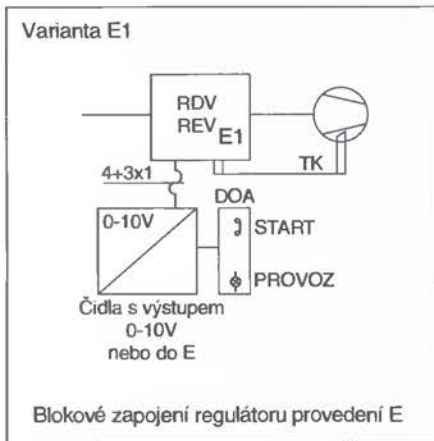 Varianta E1
RDV
REV E1
TK
4+3x1
DOA
0-10V
START
PROVOZ
Čidla s výstupem
0-10V
nebo do E
Blokové zapojení regulátoru provedení E